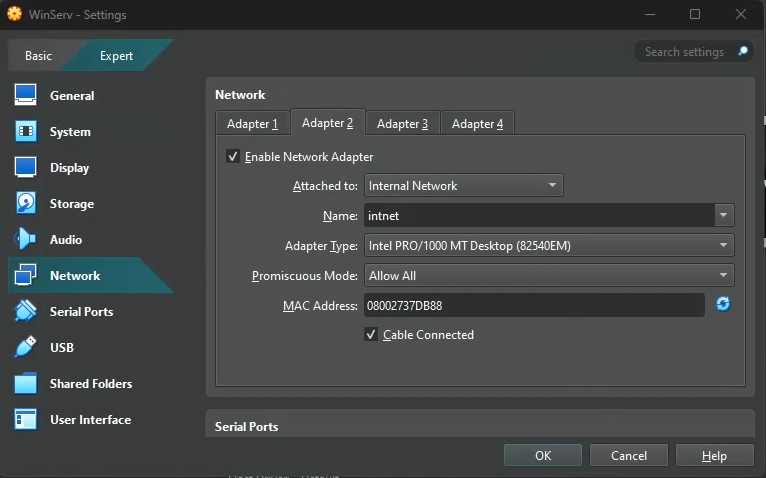 WinServ - Settings
Basic
Expert
Search settings
General
System
Display
Storage
Audio
Network
Serial Ports
USB
Shared Folders
User Interface
Network
Adapter 1
Adapter 2
Adapter 3
Adapter 4
Enable Network Adapter
Attached to: Internal Network
Name: intnet
Adapter Type: Intel PRO/1000 MT Desktop (82540EM)
Promiscuous Mode: Allow All
MAC Address: 08002737DB88
Cable Connected
Serial Ports
OK
Cancel
Help